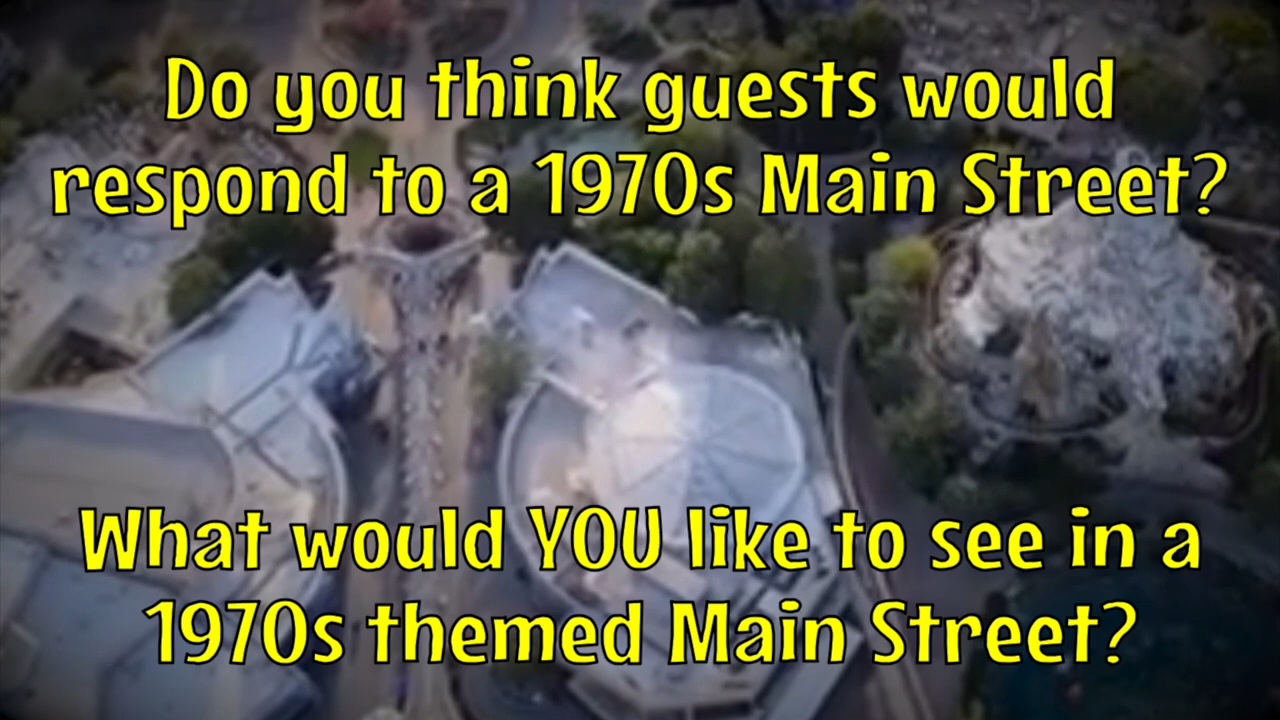 Do you think guests would
respond to a 1970s Main Street?
What would YOU like to see in a
1970s themed Main Street?